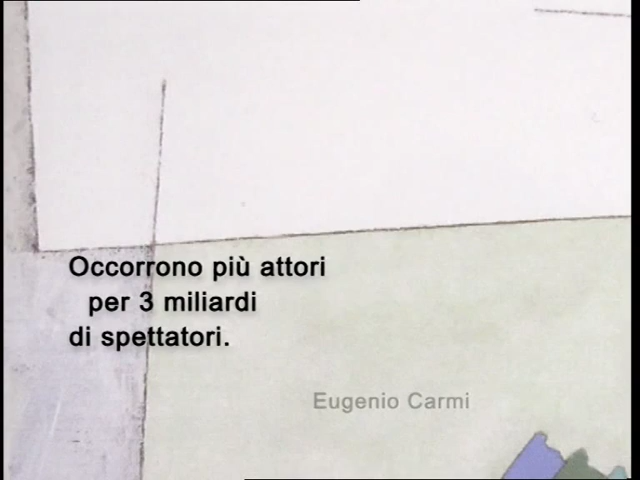 Occorrono più attori
per 3 miliardi
di spettatori.
Eugenio Carmi